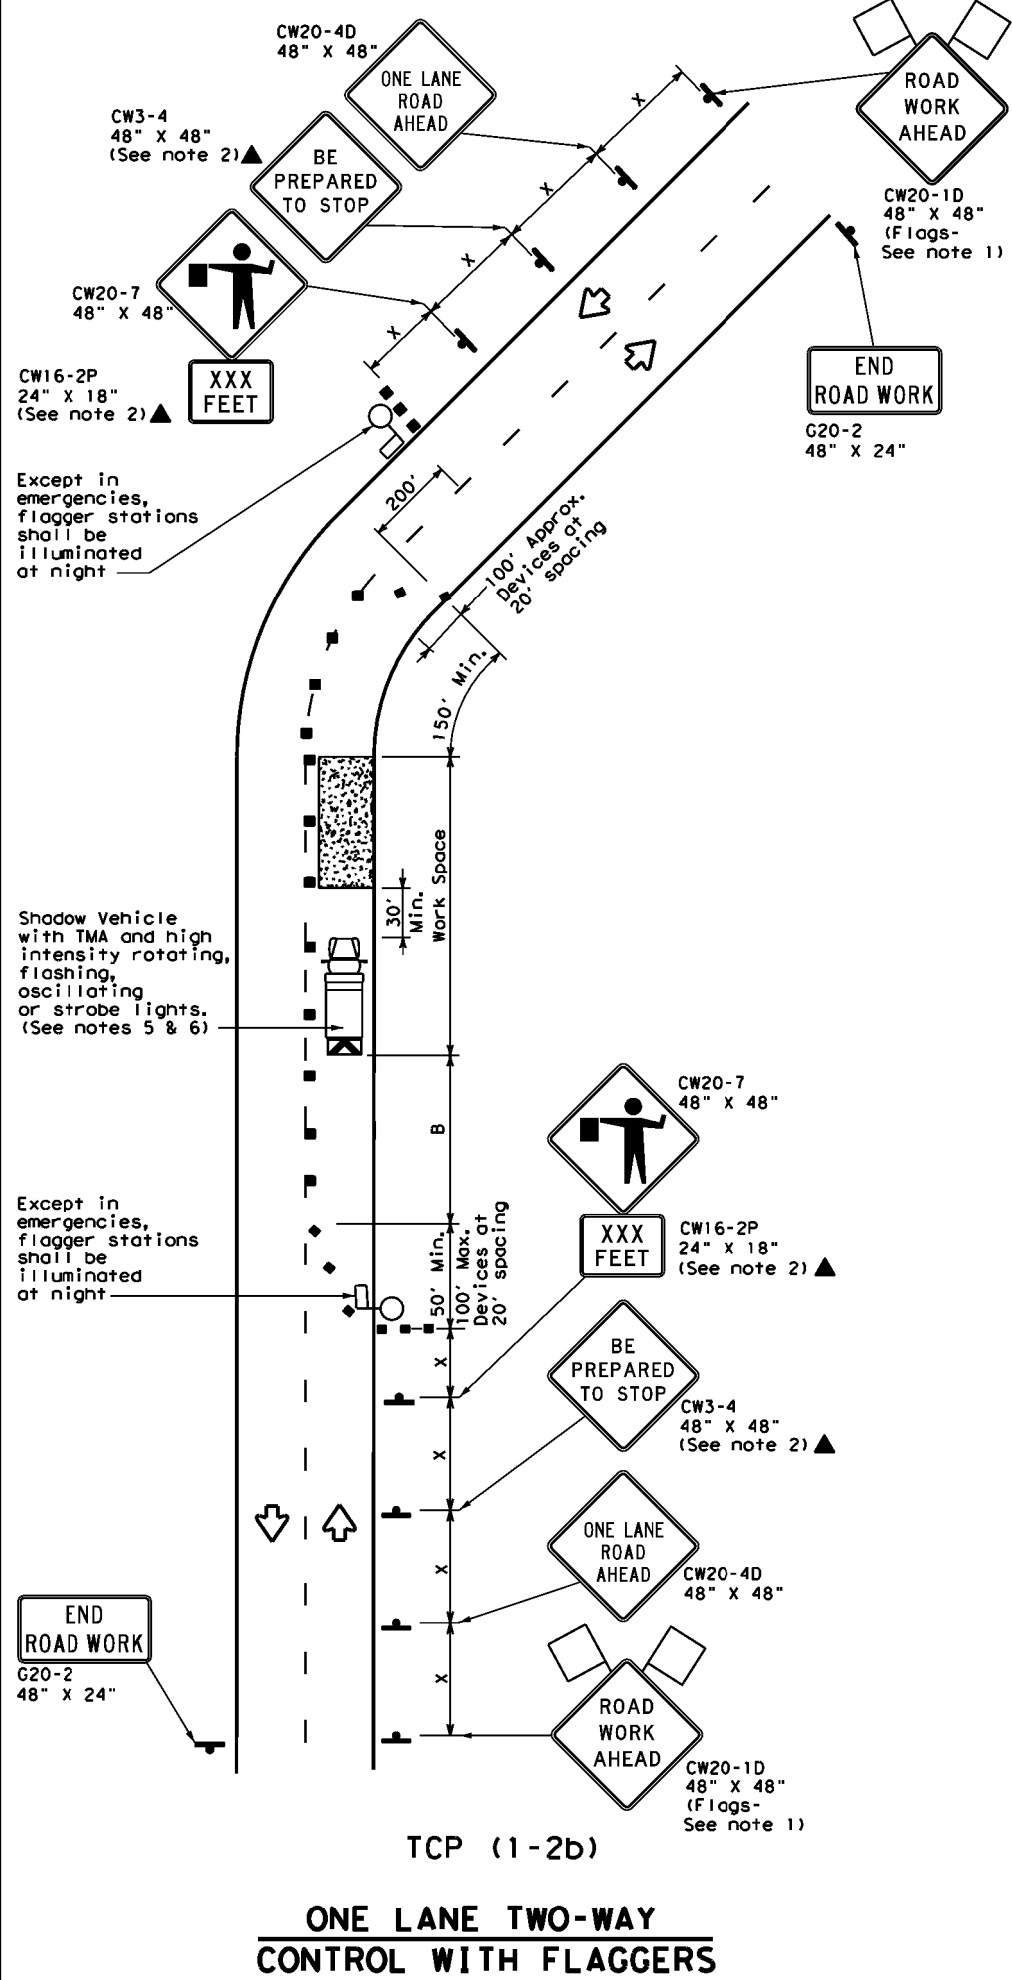 CW20-4D
48" X 48"
ONE LANE
ROAD
AHEAD
X
ROAD
WORK
AHEAD
CW20-1D
48" X 48"
(Flags-
See note 1)
CW3-4
48" X 48"
(See note 2)
BE
PREPARED
TO STOP
X
X
CW20-7
48" X 48"
X
CW16-2P
24" X 18"
(See note 2)
XXX
FEET
END
ROAD WORK
G20-2
48" X 24"
Except in
emergencies,
flagger stations
shall be
illuminated
at night
200'
100' Approx.
Devices at
20' spacing
150' Min.
30'
Min.
Work Space
Shadow Vehicle
with TMA and high
intensity rotating,
flashing,
oscillating
or strobe lights.
(See notes 5 & 6)
B
CW20-7
48" X 48"
Except in
emergencies,
flagger stations
shall be
illuminated
at night
50' Min.
100' Max.
Devices at
20' spacing
XXX
FEET
CW16-2P
24" X 18"
(See note 2)
X
BE
PREPARED
TO STOP
CW3-4
48" X 48"
(See note 2)
X
ONE LANE
ROAD
AHEAD
CW20-4D
48" X 48"
X
END
ROAD WORK
G20-2
48" X 24"
X
ROAD
WORK
AHEAD
CW20-1D
48" X 48"
(Flags-
See note 1)
TCP (1-2b)
ONE LANE TWO-WAY
CONTROL WITH FLAGGERS